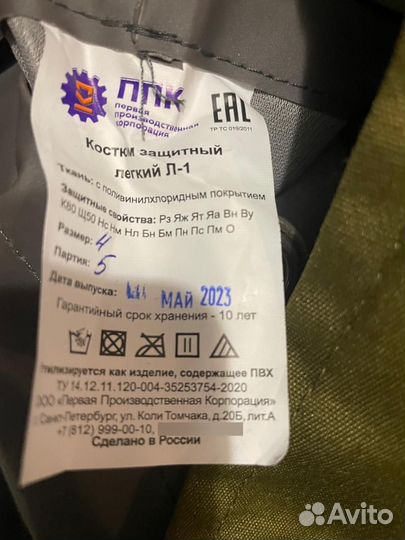 ППК
первая
производственная
корпорация
EAC
ТР ТС 019/2011
Костюм защитный
легкий Л-1
Ткань: с поливинилхлоридным покрытием
Защитные свойства: Рз Яж Ят Яа Вн Ву
К80 Щ50 Нс Нм Нл Бн Бм Пн Пс Пм О
Размер: 4
Партия: 5
Дата выпуска: МАЙ 2023
Гарантийный срок хранения - 10 лет
Утилизируется как изделие, содержащее ПВХ
ТУ 14.12.11.120-004-35253754-2020
ООО «Первая Производственная Корпорация»
г. Санкт-Петербург, ул. Коли Томчака, д.20Б, лит.А
+7(812) 999-00-10,
Сделано в России
Avito